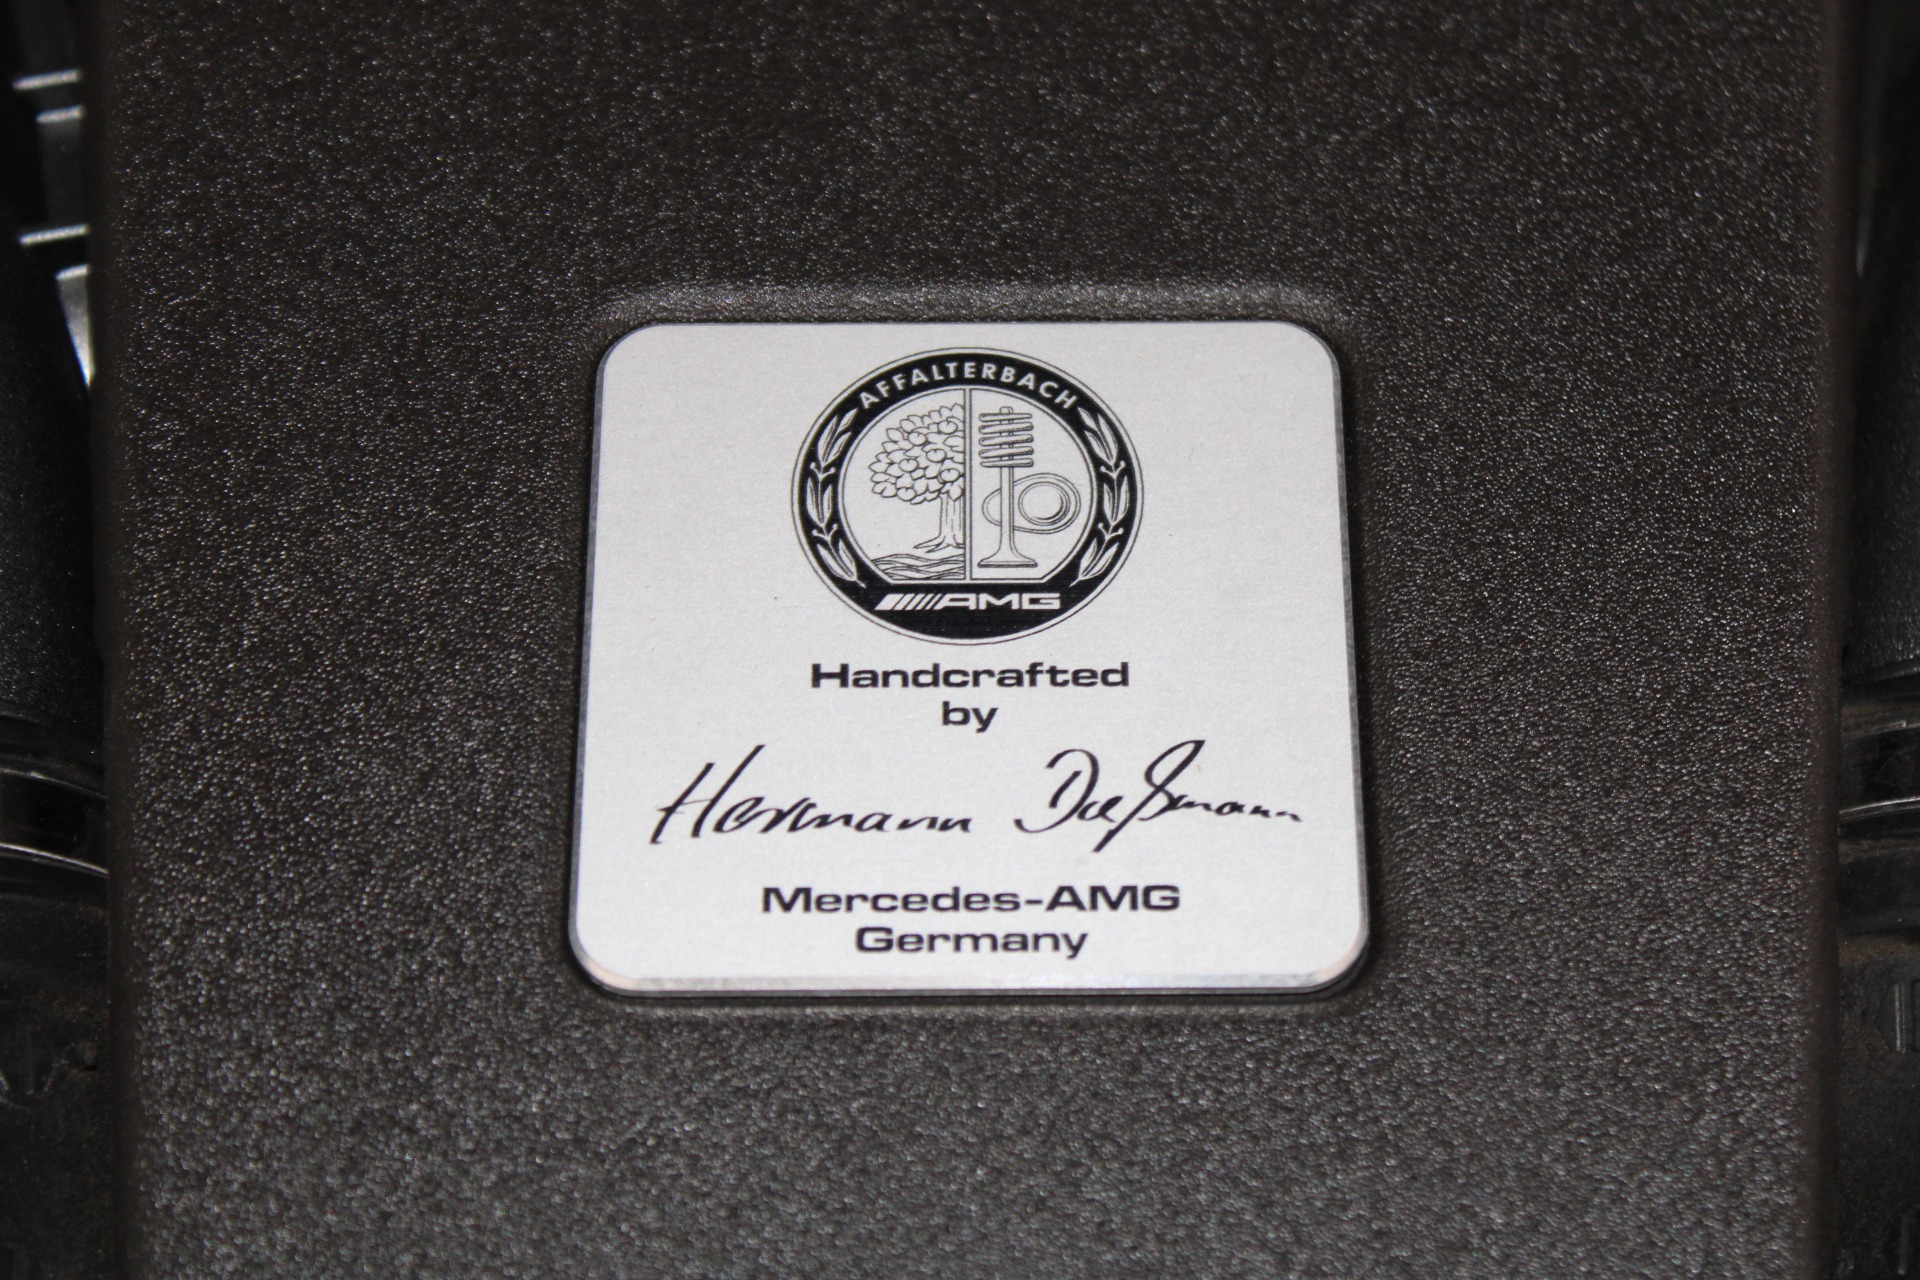 AFFALTERBACH
AMG
Handcrafted
by
Hermann
Mercedes-AMG
Germany